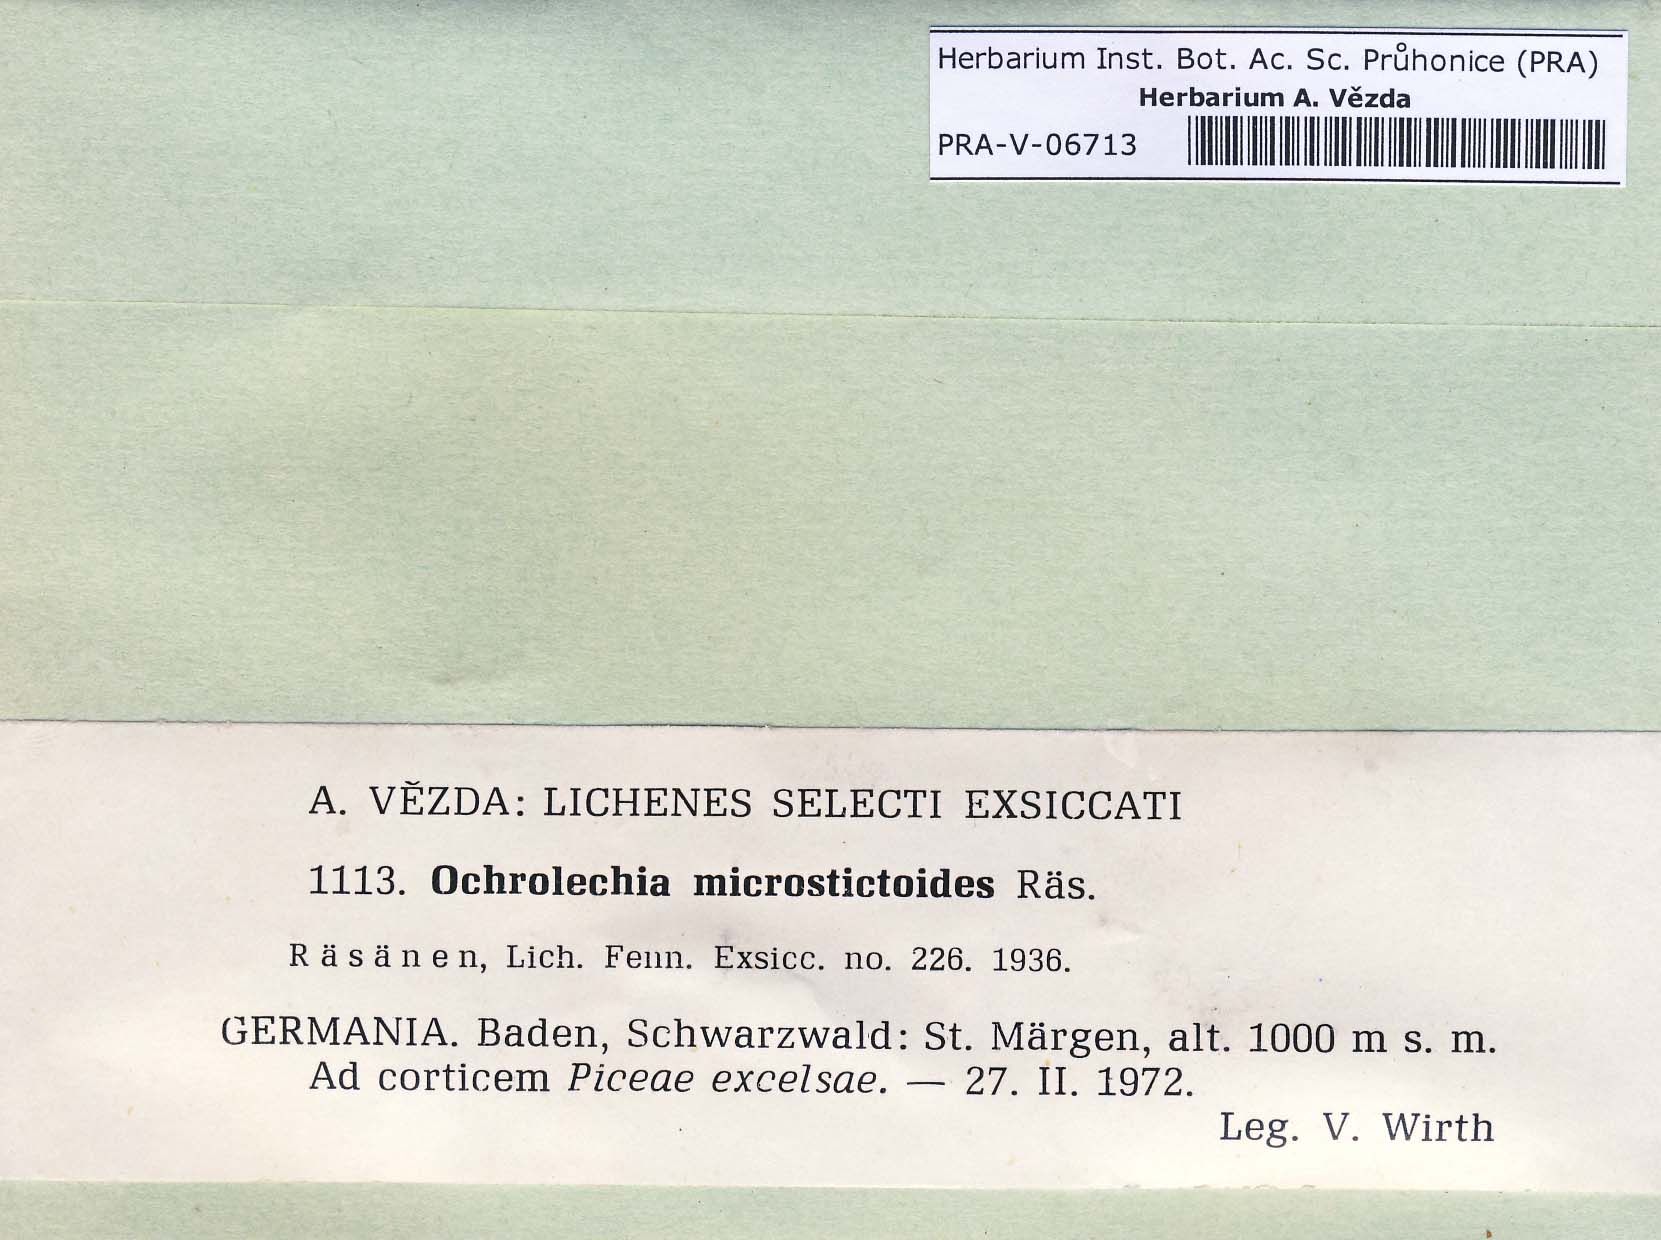 Herbarium Inst. Bot. Ac. Sc. Průhonice (PRA)
Herbarium A. Vězda
PRA-V-06713
A. VĚZDA: LICHENES SELECTI EXSICCATI
1113. Ochrolechia microstictoides Räs.
Räsänen, Lich. Fenn. Exsicc. no. 226. 1936.
GERMANIA. Baden, Schwarzwald: St. Märgen, alt. 1000 m s. m.
Ad corticem Piceae excelsae. — 27. II. 1972.
Leg. V. Wirth